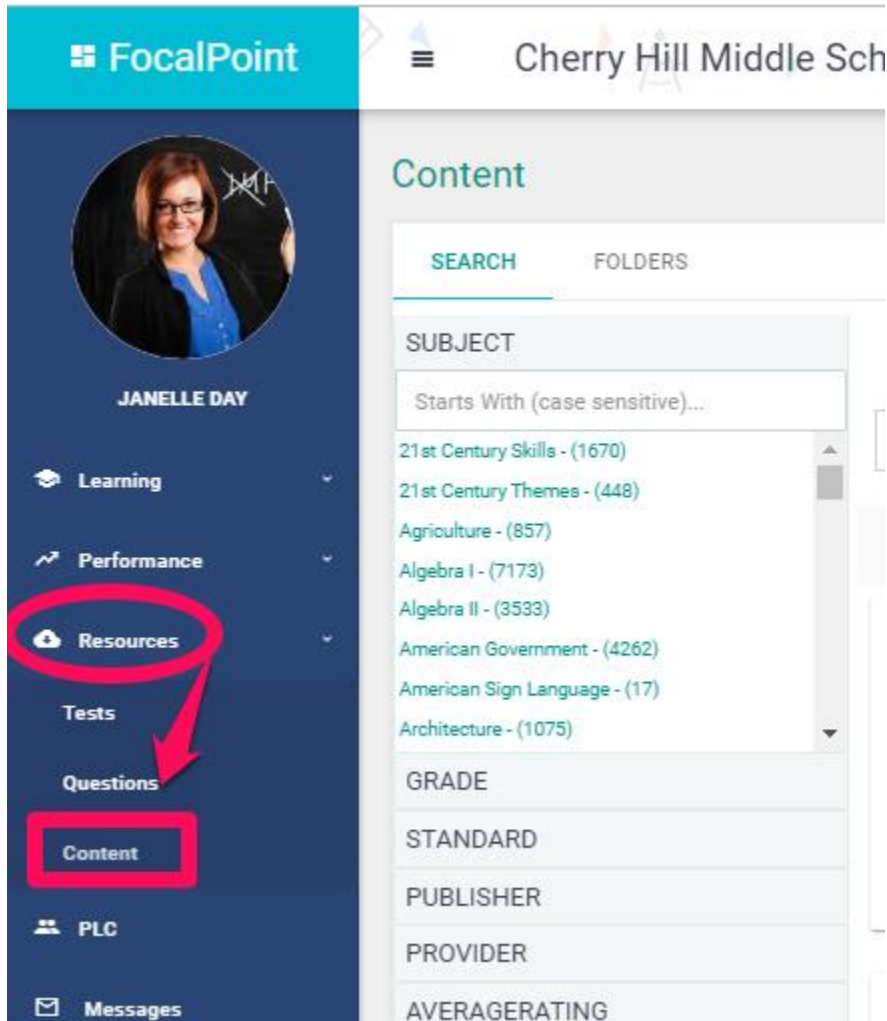 FocalPoint
Cherry Hill Middle Sch
JANELLE DAY
Learning
Performance
Resources
Tests
Questions
Content
PLC
Messages
Content
SEARCH FOLDERS
SUBJECT
Starts With (case sensitive)...
21st Century Skills - (1670)
21st Century Themes - (448)
Agriculture - (857)
Algebra I - (7173)
Algebra II - (3533)
American Government - (4262)
American Sign Language - (17)
Architecture - (1075)
GRADE
STANDARD
PUBLISHER
PROVIDER
AVERAGERATING